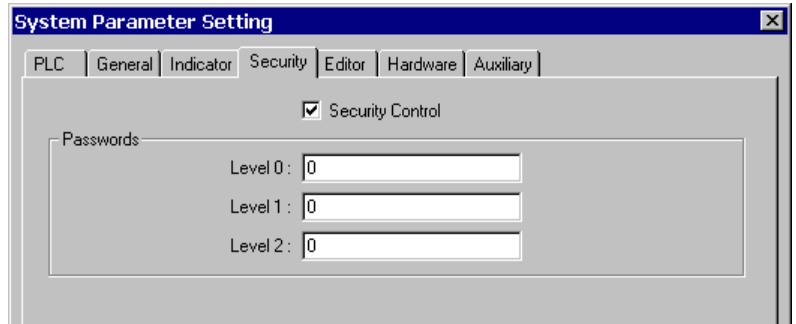 System Parameter Setting
PLC General Indicator Security Editor Hardware Auxiliary
Security Control
Passwords
Level 0 : 0
Level 1 : 0
Level 2 : 0